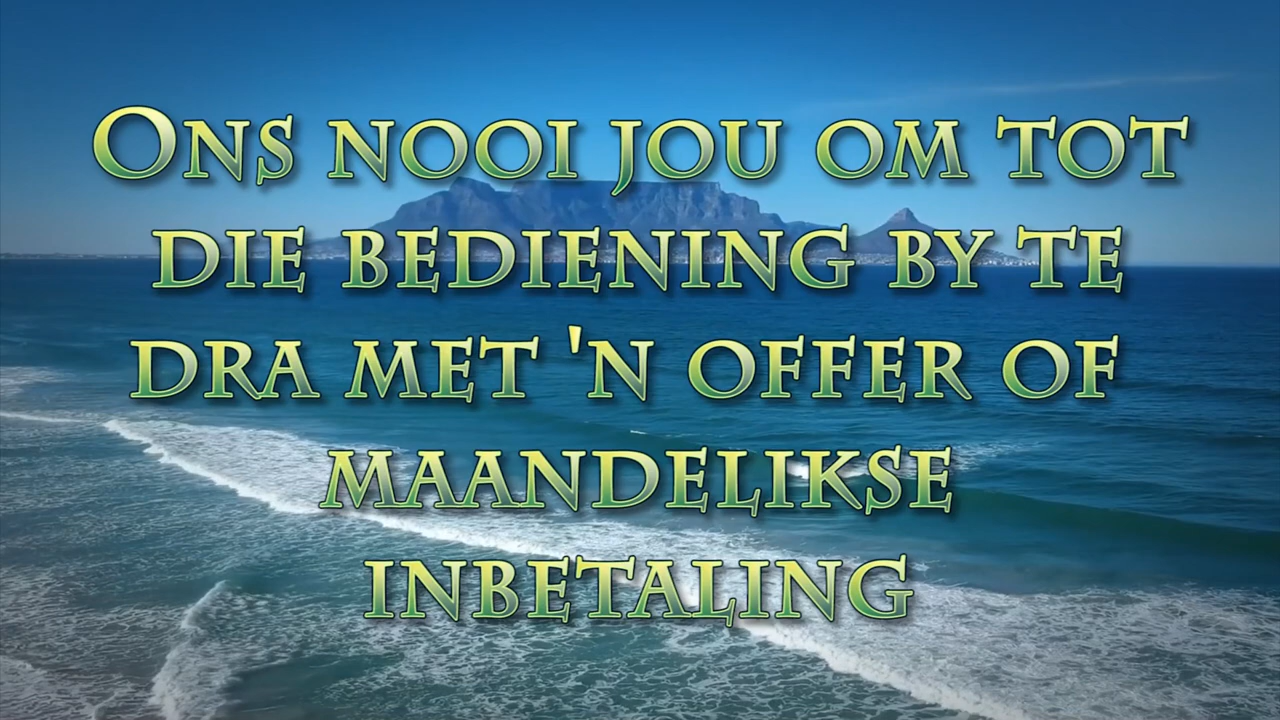 Ons nooi jou om tot
die bediening by te
dra met 'n offer of
maandelikse
inbetaling